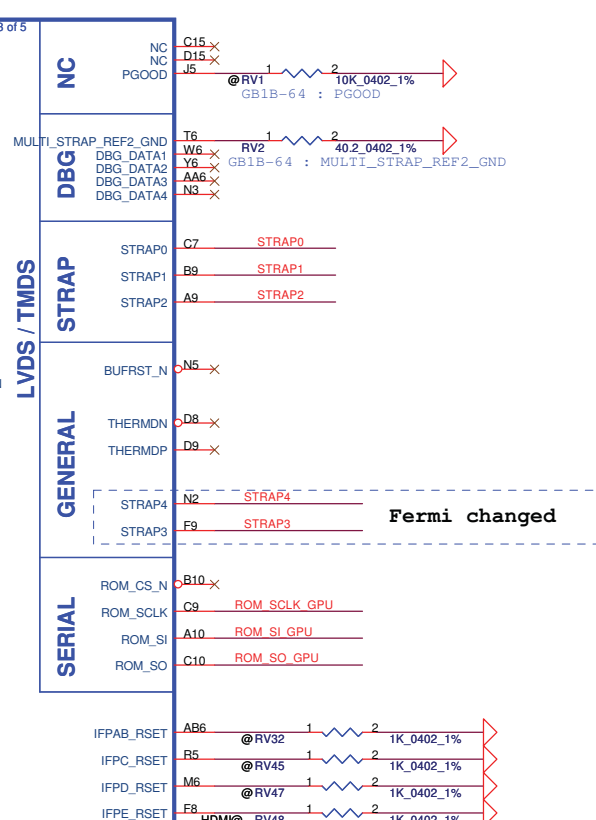 3 of 5
NC C15
NC D15
PGOOD J5 1 2
@RV1 10K_0402_1%
GB1B-64 : PGOOD
NC
MULTI_STRAP_REF2_GND T6 1 2
DBG_DATA1 W6 RV2 40.2_0402_1%
DBG_DATA2 Y6 GB1B-64 : MULTI_STRAP_REF2_GND
DBG_DATA3 AA6
DBG_DATA4 N3
DBG
STRAP0 C7 STRAP0
STRAP1 B9 STRAP1
STRAP2 A9 STRAP2
STRAP
LVDS / TMDS
BUFRST_N N5
THERMDN D8
THERMDP D9
GENERAL
STRAP4 N2 STRAP4
Fermi changed
STRAP3 F9 STRAP3
ROM_CS_N B10
ROM_SCLK C9 ROM_SCLK_GPU
ROM_SI A10 ROM_SI_GPU
ROM_SO C10 ROM_SO_GPU
SERIAL
IFPAB_RSET AB6 1 2
@RV32 1K_0402_1%
IFPC_RSET R5 1 2
@RV45 1K_0402_1%
IFPD_RSET M6 1 2
@RV47 1K_0402_1%
IFPE_RSET F8 1 2
HDMI@ RV48 1K_0402_1%